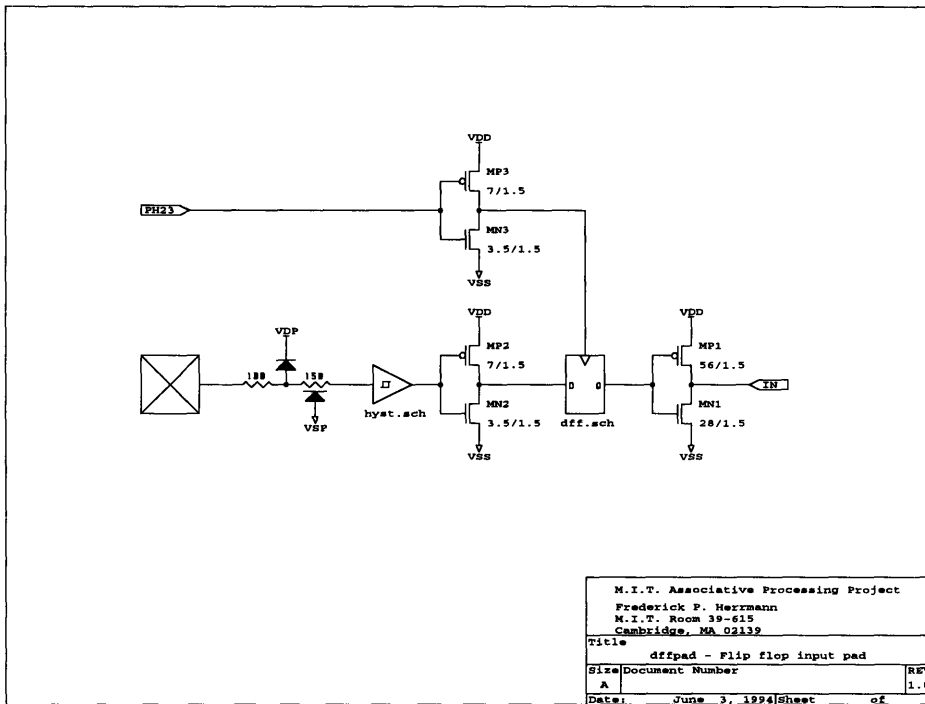 VDD
MP3
7/1.5
PH23
MN3
3.5/1.5
VSS
VDD
VDD
VDP
MP2
MP1
7/1.5
56/1.5
100
150
D
Q
IN
hyst.sch
MN2
dff.sch
MN1
VSP
3.5/1.5
28/1.5
VSS
VSS
M.I.T. Associative Processing Project
Frederick P. Herrmann
M.I.T. Room 39-615
Cambridge, MA 02139
Title
dffpad - Flip flop input pad
Size Document Number
A
Date: June 3, 1994 Sheet of